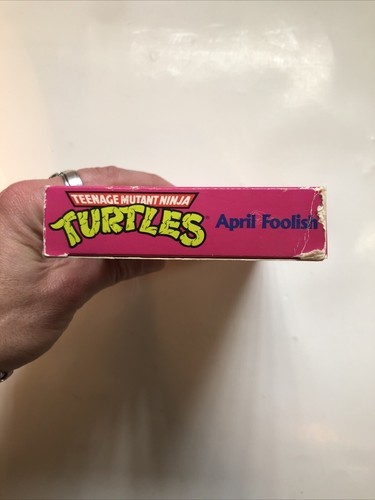 TEENAGE MUTANT NINJA
TURTLES®
April Foolish